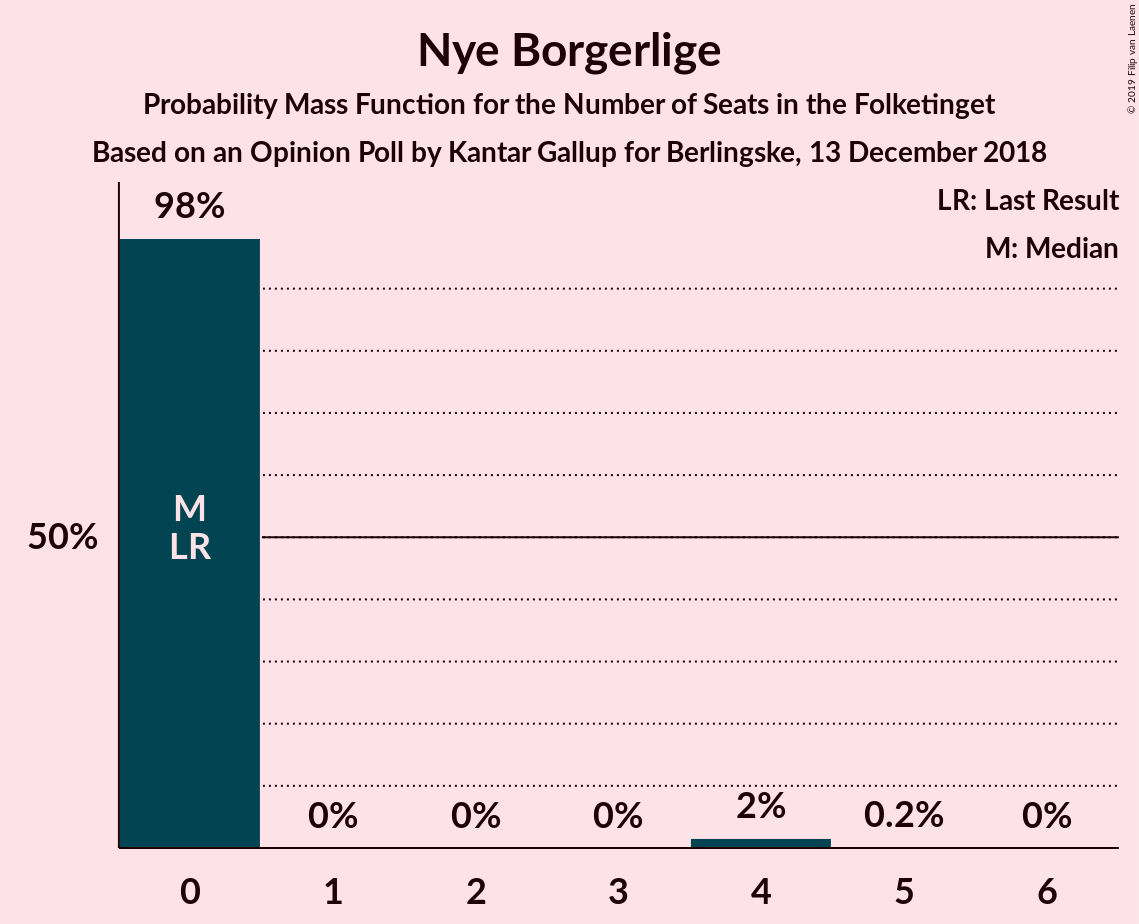 Nye Borgerlige
Probability Mass Function for the Number of Seats in the Folketinget
Based on an Opinion Poll by Kantar Gallup for Berlingske, 13 December 2018
© 2019 Filip van Laenen
LR: Last Result
M: Median
98%
M
LR
50%
0%
0%
0%
2%
0.2%
0%
0
1
2
3
4
5
6